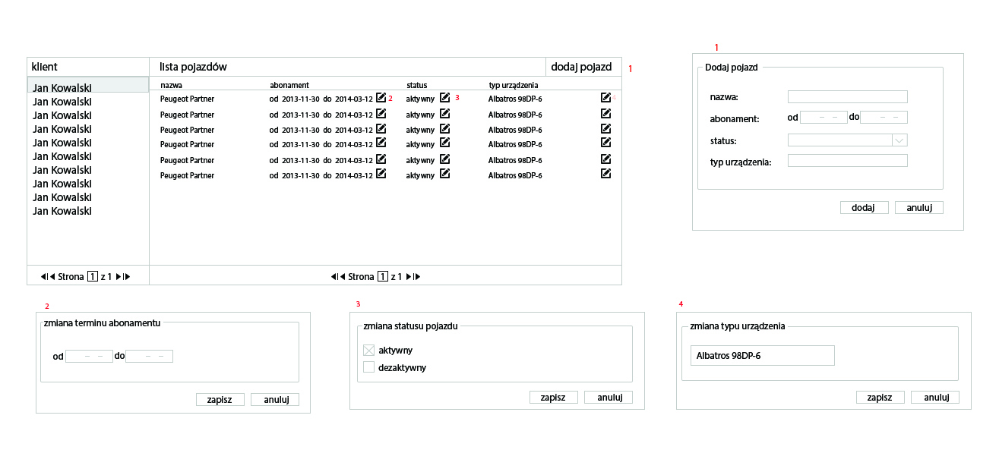 1
klient lista pojazdów dodaj pojazd 1
nazwa abonament status typ urządzenia
Jan Kowalski
Jan Kowalski
Jan Kowalski
Jan Kowalski
Jan Kowalski
Jan Kowalski
Jan Kowalski
Jan Kowalski
Jan Kowalski
Jan Kowalski
Peugeot Partner od 2013-11-30 do 2014-03-12 2 aktywny 3 Albatros 98DP-6 4
Peugeot Partner od 2013-11-30 do 2014-03-12 aktywny Albatros 98DP-6
Peugeot Partner od 2013-11-30 do 2014-03-12 aktywny Albatros 98DP-6
Peugeot Partner od 2013-11-30 do 2014-03-12 aktywny Albatros 98DP-6
Peugeot Partner od 2013-11-30 do 2014-03-12 aktywny Albatros 98DP-6
Peugeot Partner od 2013-11-30 do 2014-03-12 aktywny Albatros 98DP-6
Strona 1 z 1
Strona 1 z 1
Dodaj pojazd
nazwa:
abonament: od – – do – –
status:
typ urządzenia:
dodaj anuluj
2
zmiana terminu abonamentu
od – – do – –
zapisz anuluj
3
zmiana statusu pojazdu
aktywny
dezaktywny
zapisz anuluj
4
zmiana typu urządzenia
Albatros 98DP-6
zapisz anuluj